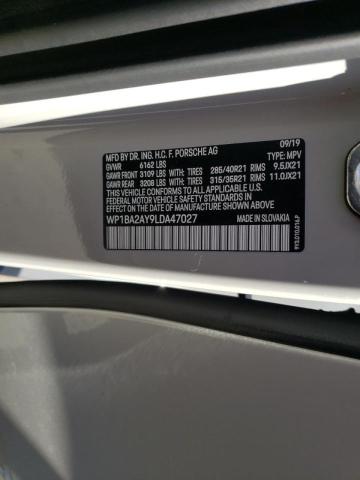 MFD BY DR. ING. H.C. F. PORSCHE AG 09/19
GVWR 6162 LBS TYPE: MPV
GAWR FRONT 3109 LBS TIRES 285/40R21 RIMS 9.5JX21
GAWR REAR 3208 LBS WITH TIRES 315/35R21 RIMS 11.0JX21
THIS VEHICLE CONFORMS TO ALL APPLICABLE FEDERAL MOTOR
VEHICLE SAFETY STANDARDS IN EFFECT
ON THE DATE OF MANUFACTURE SHOWN ABOVE
WP1BA2AY9LDA47027 MADE IN SLOVAKIA
9Y3.010.016.P